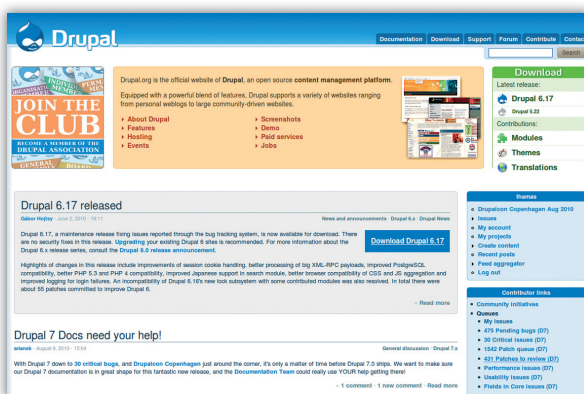 Drupal
Documentation Download Support Forum Contribute Contac
Search
ORGANISATIO INDIVIDU PERM
MEMBER
JOIN THE
CLUB
BECOME A MEMBER OF THE
DRUPAL ASSOCIATION
GENERAL BOARD
Drupal.org is the official website of Drupal, an open source content management platform.
Equipped with a powerful blend of features, Drupal supports a variety of websites ranging
from personal weblogs to large community-driven websites.
About Drupal
Features
Hosting
Events
Screenshots
Demo
Paid services
Jobs
Download
Latest release:
Drupal 6.17
Drupal 5.22
Contributions:
Modules
Themes
Translations
Drupal 6.17 released
Gábor Hojtsy - June 2, 2010 - 19:11
News and announcements · Drupal 6.x · Drupal News
Drupal 6.17, a maintenance release fixing issues reported through the bug tracking system, is now available for download. There
are no security fixes in this release. Upgrading your existing Drupal 6 sites is recommended. For more information about the
Drupal 6.x release series, consult the Drupal 6.0 release announcement.
Download Drupal 6.17
Highlights of changes in this release include improvements of session cookie handling, better processing of big XML-RPC payloads, improved PostgreSQL
compatibility, better PHP 5.3 and PHP 4 compatibility, improved Japanese support in search module, better browser compatibility of CSS and JS aggregation and
improved logging for login failures. An incompatibility of Drupal 6.16's new lock subsystem with some contributed modules was also resolved. In total there were
about 55 patches committed to improve Drupal 6.
» Read more
Drupal 7 Docs need your help!
arianek - August 6, 2010 - 15:04
General discussion · Drupal 7.x
With Drupal 7 down to 30 critical bugs, and Drupalcon Copenhagen just around the corner, it's only a matter of time before Drupal 7.0 ships. We want to make sure
our Drupal 7 documentation is in great shape for this fantastic new release, and the Documentation Team could really use YOUR help getting there!
» 1 comment · 1 new comment · Read more
thamas
Drupalcon Copenhagen Aug 2010
Issues
My account
My projects
Create content
Recent posts
Feed aggregator
Log out
Contributor links
Community Initiatives
Queues
My issues
475 Pending bugs (D7)
30 Critical issues (D7)
1542 Patch queue (D7)
431 Patches to review (D7)
Performance issues (D7)
Usability issues (D7)
Fields in Core issues (D7)